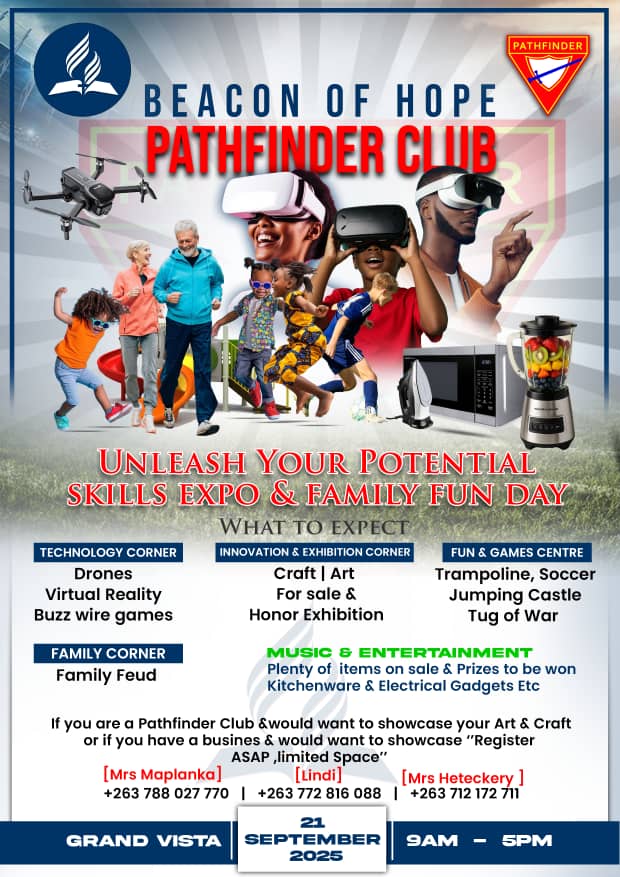 PATHFINDER
BEACON OF HOPE
PATHFINDER CLUB
UNLEASH YOUR POTENTIAL
SKILLS EXPO & FAMILY FUN DAY
WHAT TO EXPECT
TECHNOLOGY CORNER
Drones
Virtual Reality
Buzz wire games
INNOVATION & EXHIBITION CORNER
Craft | Art
For sale &
Honor Exhibition
FUN & GAMES CENTRE
Trampoline, Soccer
Jumping Castle
Tug of War
FAMILY CORNER
Family Feud
MUSIC & ENTERTAINMENT
Plenty of items on sale & Prizes to be won
Kitchenware & Electrical Gadgets Etc
If you are a Pathfinder Club &would want to showcase your Art & Craft
or if you have a busines & would want to showcase ‘’Register
ASAP ,limited Space’’
[Mrs Maplanka] [Lindi] [Mrs Heteckery ]
+263 788 027 770 | +263 772 816 088 | +263 712 172 711
GRAND VISTA
21
SEPTEMBER
2025
9AM – 5PM